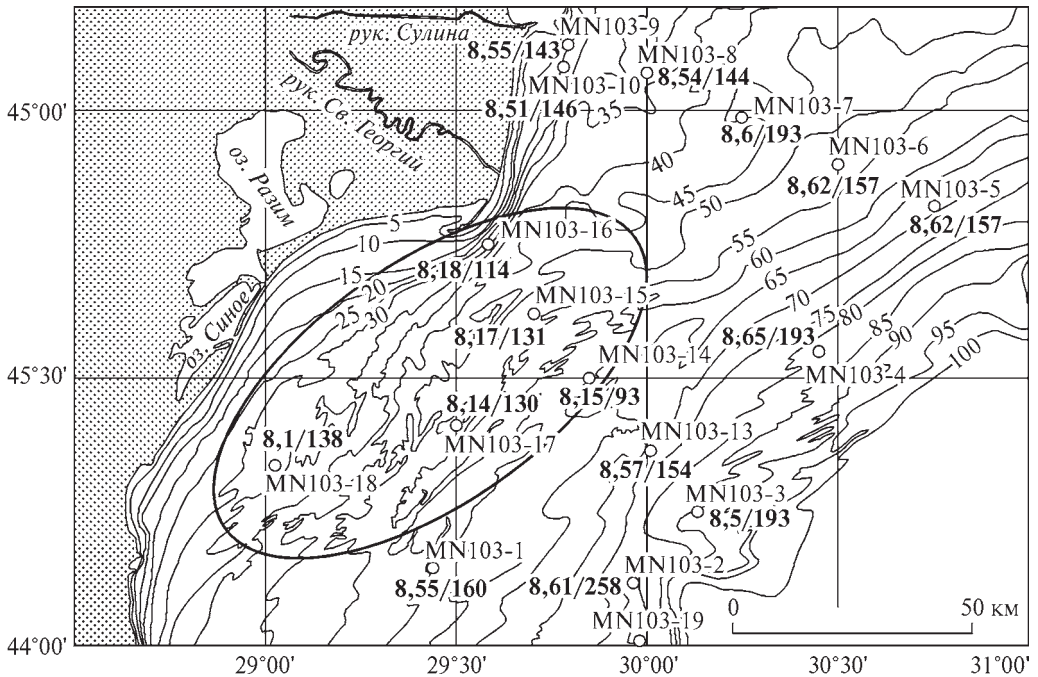 MN103-9
рук. Сулина
8,55/143
MN103-8
8,54/144
MN103-10
8,51/146
35
MN103-7
8,6/193
45°00'
рук. Св. Георгий
MN103-6
8,62/157
40
45
50
MN103-5
8,62/157
оз. Разим
5
10
MN103-16
8,18/114
55
60
65
70
75
80
85
90
95
100
15
20
25
30
оз. Синое
MN103-15
8,17/131
8,65/193
MN103-14
8,15/93
MN103-4
45°30'
8,14/130
MN103-17
8,1/138
MN103-18
MN103-13
8,57/154
MN103-3
8,5/193
MN103-1
8,55/160
MN103-2
8,61/258
MN103-19
0
50 км
44°00'
29°00'
29°30'
30°00'
30°30'
31°00'